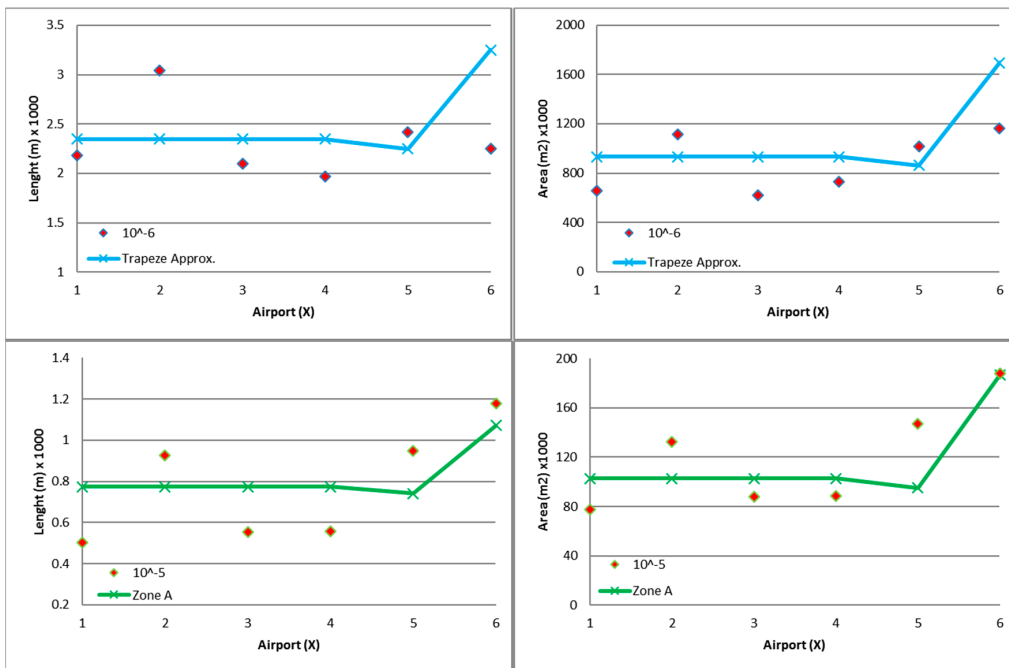 3.5
3
2.5
2
1.5
1
Lenght (m) x 1000
10^-6
Trapeze Approx.
1 2 3 4 5 6
Airport (X)
2000
1600
1200
800
400
0
Area (m2) x1000
10^-6
Trapeze Approx.
1 2 3 4 5 6
Airport (X)
1.4
1.2
1
0.8
0.6
0.4
0.2
Lenght (m) x 1000
10^-5
Zone A
1 2 3 4 5 6
Airport (X)
200
160
120
80
40
0
Area (m2) x1000
10^-5
Zone A
1 2 3 4 5 6
Airport (X)